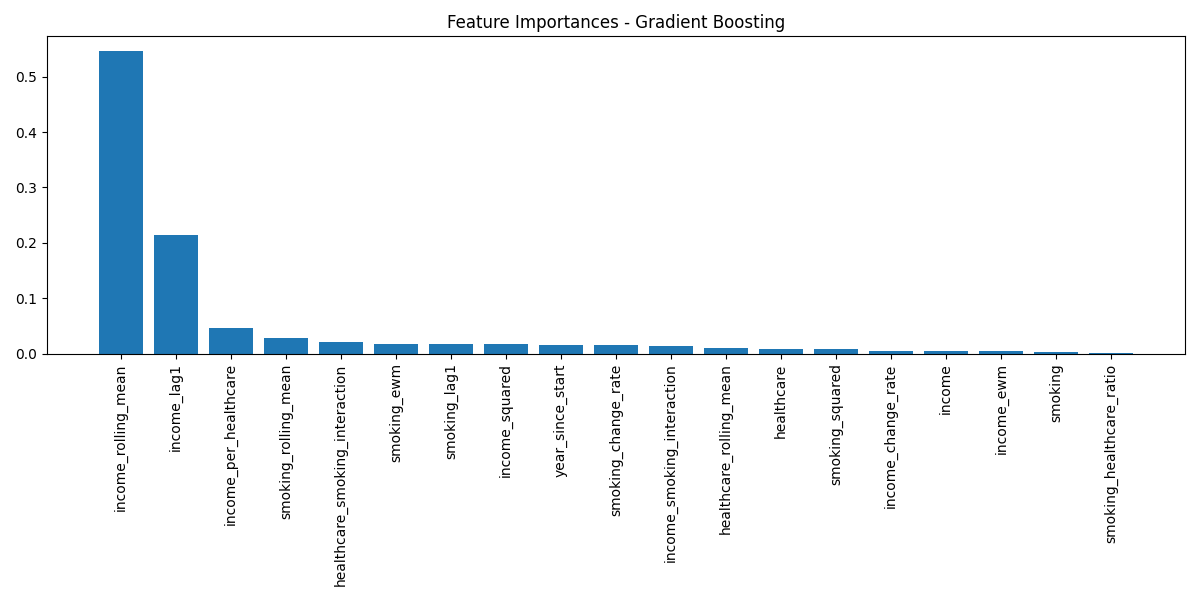 Feature Importances - Gradient Boosting
0.5
0.4
0.3
0.2
0.1
0.0
income_rolling_mean
income_lag1
income_per_healthcare
smoking_rolling_mean
healthcare_smoking_interaction
smoking_ewm
smoking_lag1
income_squared
year_since_start
smoking_change_rate
income_smoking_interaction
healthcare_rolling_mean
healthcare
smoking_squared
income_change_rate
income
income_ewm
smoking
smoking_healthcare_ratio